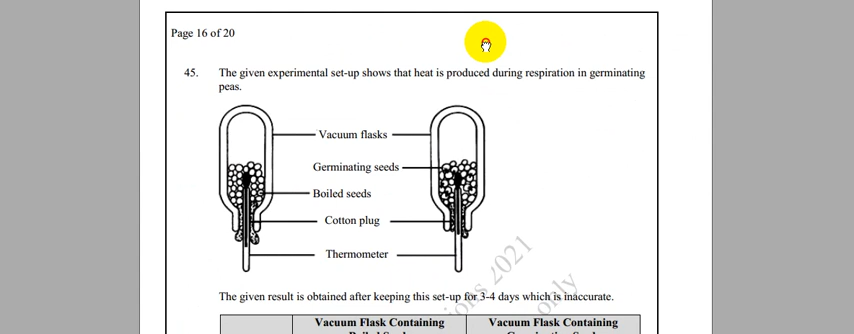 Page 16 of 20
45. The given experimental set-up shows that heat is produced during respiration in germinating
peas.
Vacuum flasks
Germinating seeds
Boiled seeds
Cotton plug
Thermometer
2021
only
The given result is obtained after keeping this set-up for 3-4 days which is inaccurate.
Vacuum Flask Containing
Vacuum Flask Containing